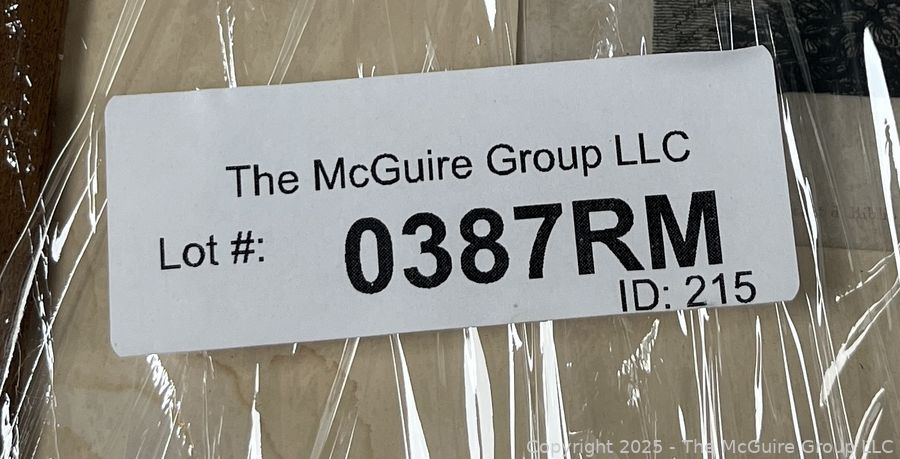 The McGuire Group LLC
Lot #: 0387RM
ID: 215
Copyright 2025 - The McGuire Group LLC